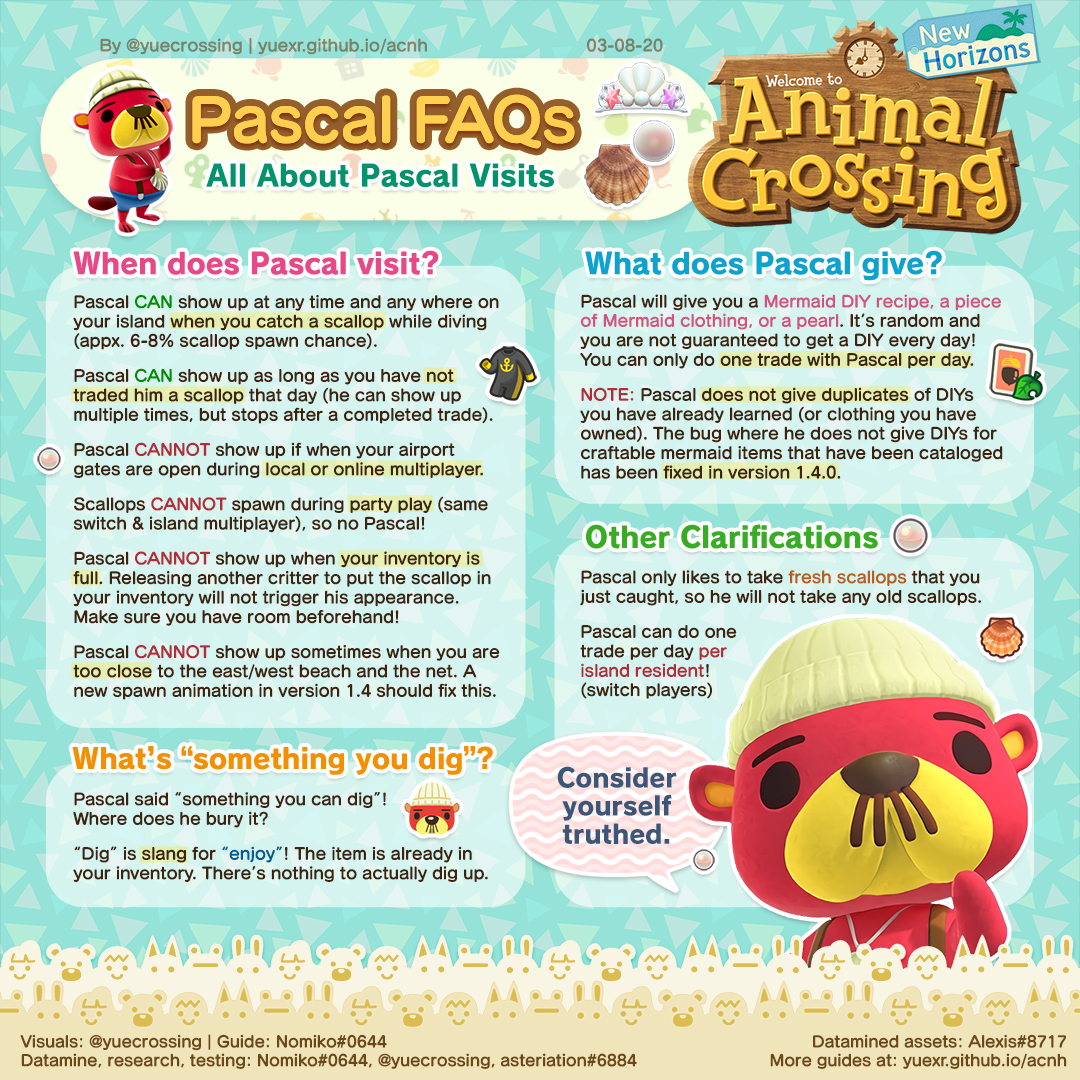 By @yuecrossing | yuexr.github.io/acnh
03-08-20
New
Horizons
Welcome to
Animal
Crossing
Pascal FAQs
All About Pascal Visits
When does Pascal visit?
Pascal CAN show up at any time and any where on
your island when you catch a scallop while diving
(appx. 6-8% scallop spawn chance).
Pascal CAN show up as long as you have not
traded him a scallop that day (he can show up
multiple times, but stops after a completed trade).
Pascal CANNOT show up if when your airport
gates are open during local or online multiplayer.
Scallops CANNOT spawn during party play (same
switch & island multiplayer), so no Pascal!
Pascal CANNOT show up when your inventory is
full. Releasing another critter to put the scallop in
your inventory will not trigger his appearance.
Make sure you have room beforehand!
Pascal CANNOT show up sometimes when you are
too close to the east/west beach and the net. A
new spawn animation in version 1.4 should fix this.
What's “something you dig”?
Pascal said “something you can dig”!
Where does he bury it?
“Dig” is slang for “enjoy”! The item is already in
your inventory. There's nothing to actually dig up.
What does Pascal give?
Pascal will give you a Mermaid DIY recipe, a piece
of Mermaid clothing, or a pearl. It's random and
you are not guaranteed to get a DIY every day!
You can only do one trade with Pascal per day.
NOTE: Pascal does not give duplicates of DIYs
you have already learned (or clothing you have
owned). The bug where he does not give DIYs for
craftable mermaid items that have been cataloged
has been fixed in version 1.4.0.
Other Clarifications
Pascal only likes to take fresh scallops that you
just caught, so he will not take any old scallops.
Pascal can do one
trade per day per
island resident!
(switch players)
Consider
yourself
truthed.
Visuals: @yuecrossing | Guide: Nomiko#0644
Datamine, research, testing: Nomiko#0644, @yuecrossing, asteriation#6884
Datamined assets: Alexis#8717
More guides at: yuexr.github.io/acnh